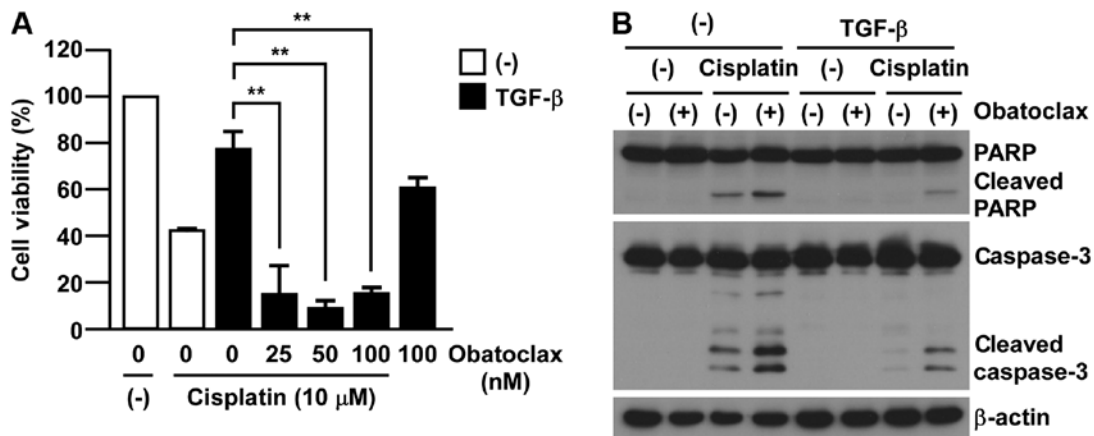 A
Cell viability (%)
120
100
80
60
40
20
0
**
**
**
(-)
TGF-β
0 0 0 25 50 100 100 Obatoclax
(nM)
(-) Cisplatin (10 μM)
B
(-) TGF-β
(-) Cisplatin (-) Cisplatin
(-) (+) (-) (+) (-) (+) (-) (+) Obatoclax
PARP
Cleaved
PARP
Caspase-3
Cleaved
caspase-3
β-actin